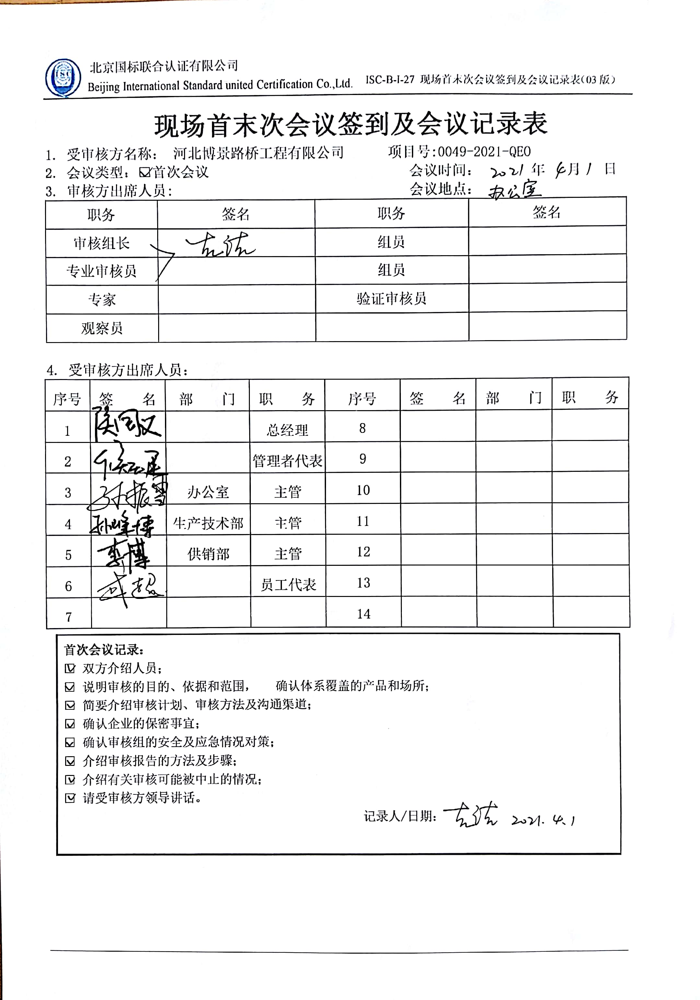 北京国标联合认证有限公司
Beijing International Standard united Certification Co.,Ltd. ISC-B-I-27 现场首末次会议签到及会议记录表(03 版)
现场首末次会议签到及会议记录表
1. 受审核方名称： 河北博景路桥工程有限公司 项目号:0049-2021-QEO
2. 会议类型：☑首次会议 会议时间： 2021 年 4月 1 日
3. 审核方出席人员: 会议地点： 办公室
职务 签名 职务 签名
审核组长 组员
专业审核员 组员
专家 验证审核员
观察员
4. 受审核方出席人员：
序号 签 名 部 门 职 务 序号 签 名 部 门 职 务
1 总经理 8
2 管理者代表 9
3 办公室 主管 10
4 孙峰博 生产技术部 主管 11
5 李博 供销部 主管 12
6 员工代表 13
7 14
首次会议记录：
☑ 双方介绍人员；
☑ 说明审核的目的、依据和范围， 确认体系覆盖的产品和场所；
☑ 简要介绍审核计划、审核方法及沟通渠道；
☑ 确认企业的保密事宜；
☑ 确认审核组的安全及应急情况对策；
☑ 介绍审核报告的方法及步骤；
☑ 介绍有关审核可能被中止的情况；
☑ 请受审核方领导讲话。
记录人/日期： 2021.4.1